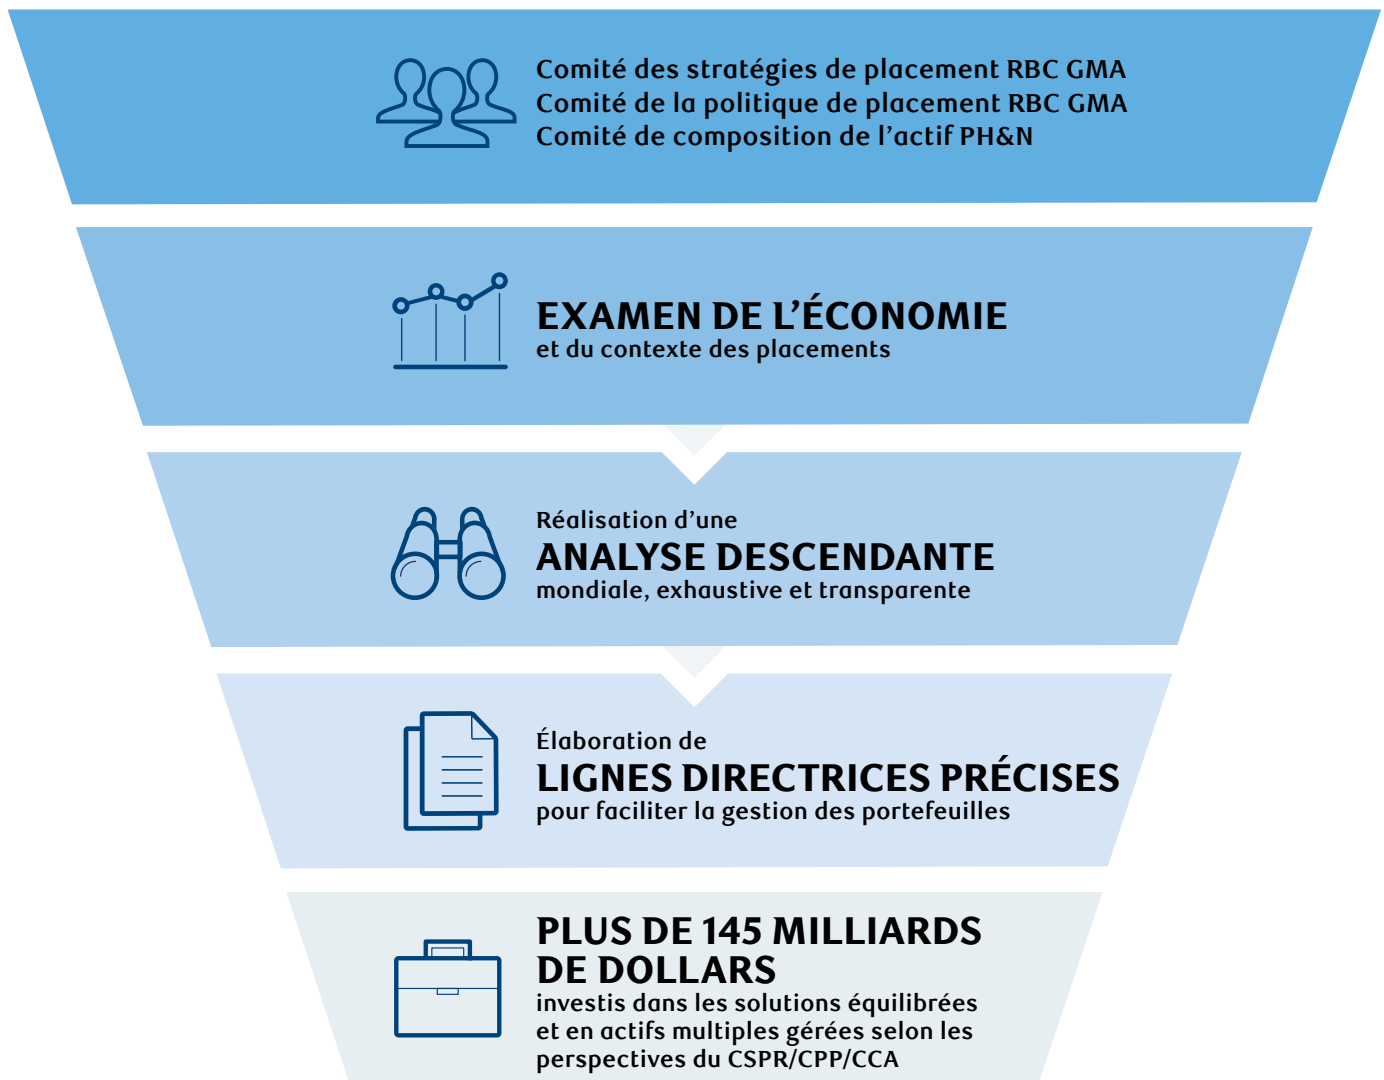 Comité des stratégies de placement RBC GMA
Comité de la politique de placement RBC GMA
Comité de composition de l’actif PH&N
EXAMEN DE L’ÉCONOMIE
et du contexte des placements
Réalisation d’une
ANALYSE DESCENDANTE
mondiale, exhaustive et transparente
Élaboration de
LIGNES DIRECTRICES PRÉCISES
pour faciliter la gestion des portefeuilles
PLUS DE 145 MILLIARDS
DE DOLLARS
investis dans les solutions équilibrées
et en actifs multiples gérées selon les
perspectives du CSPR/CPP/CCA